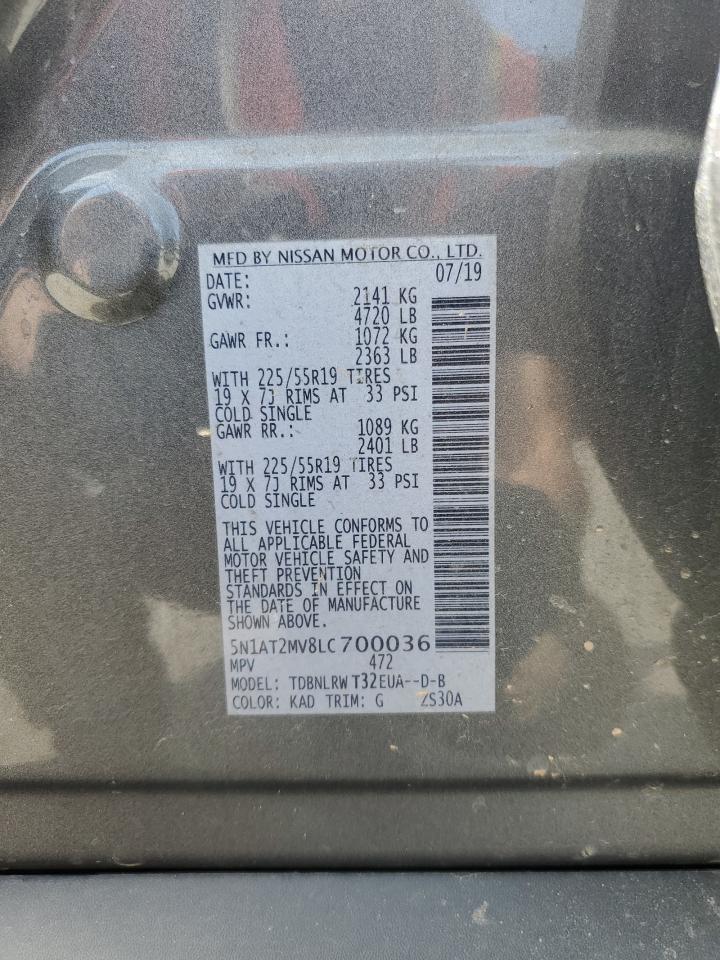 MFD BY NISSAN MOTOR CO., LTD.
DATE: 07/19
GVWR: 2141 KG
4720 LB
GAWR FR.: 1072 KG
2363 LB
WITH 225/55R19 TIRES
19 X 7J RIMS AT 33 PSI
COLD SINGLE
GAWR RR.: 1089 KG
2401 LB
WITH 225/55R19 TIRES
19 X 7J RIMS AT 33 PSI
COLD SINGLE
THIS VEHICLE CONFORMS TO
ALL APPLICABLE FEDERAL
MOTOR VEHICLE SAFETY AND
THEFT PREVENTION
STANDARDS IN EFFECT ON
THE DATE OF MANUFACTURE
SHOWN ABOVE.
5N1AT2MV8LC700036
MPV 472
MODEL: TDBNLRW T32EUA--D-B
COLOR: KAD TRIM: G ZS30A